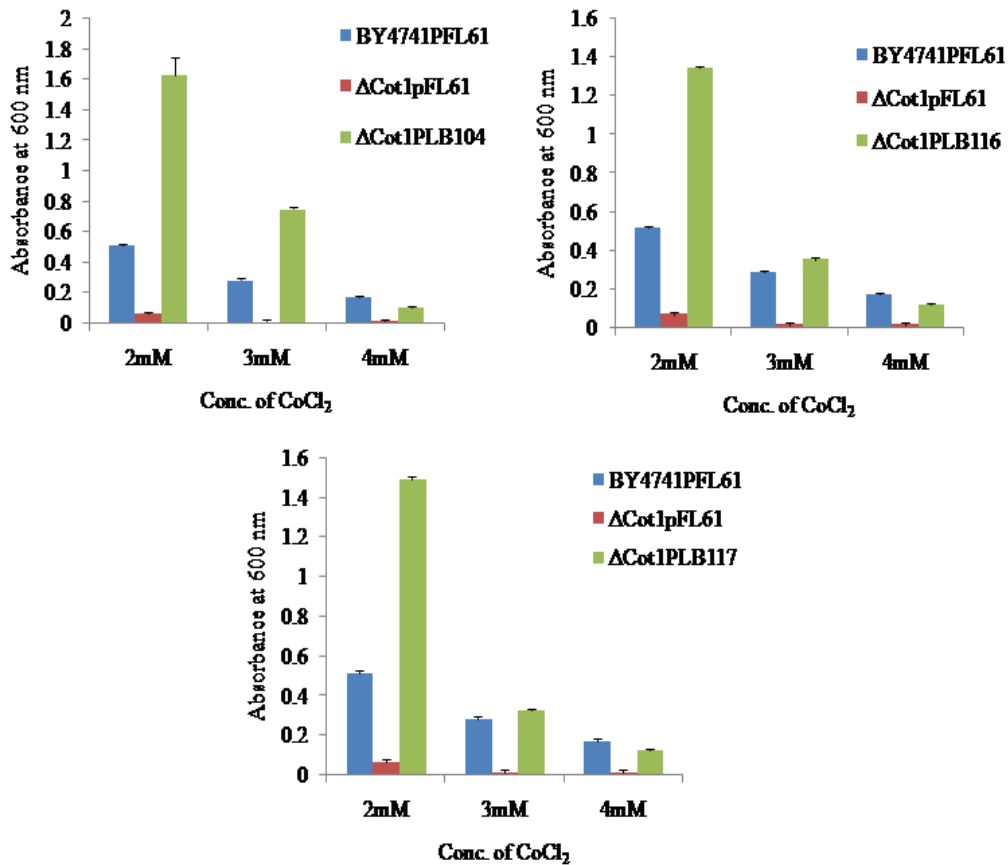 2
1.8
1.6
1.4
1.2
1
0.8
0.6
0.4
0.2
0
Absorbance at 600 nm
BY4741PFL61
ΔCot1pFL61
ΔCot1PLB104
2mM
3mM
4mM
Conc. of CoCl₂
1.6
1.4
1.2
1
0.8
0.6
0.4
0.2
0
Absorbance at 600 nm
BY4741PFL61
ΔCot1pFL61
ΔCot1PLB116
2mM
3mM
4mM
Conc. of CoCl₂
1.6
1.4
1.2
1
0.8
0.6
0.4
0.2
0
Absorbance at 600 nm
BY4741PFL61
ΔCot1pFL61
ΔCot1PLB117
2mM
3mM
4mM
Conc. of CoCl₂